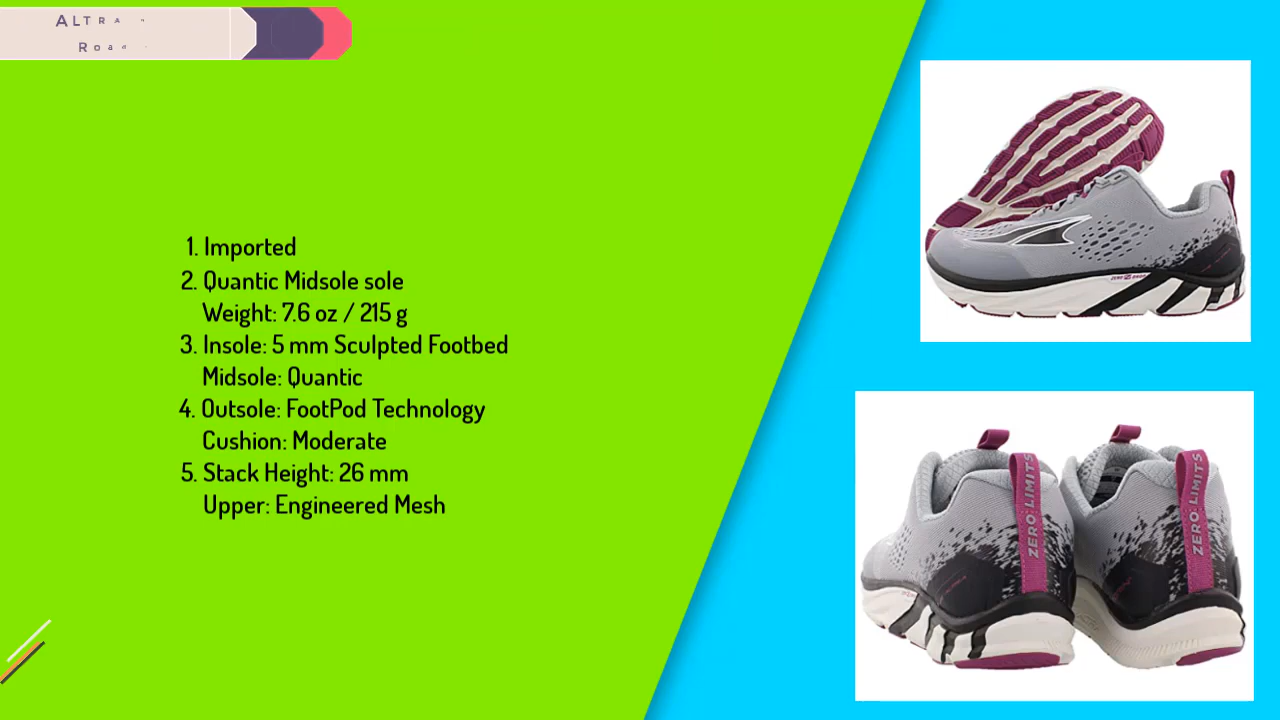 ALTRA
Road
1. Imported
2. Quantic Midsole sole
Weight: 7.6 oz / 215 g
3. Insole: 5 mm Sculpted Footbed
Midsole: Quantic
4. Outsole: FootPod Technology
Cushion: Moderate
5. Stack Height: 26 mm
Upper: Engineered Mesh
ZERO LIMITS
ZERO LIMITS